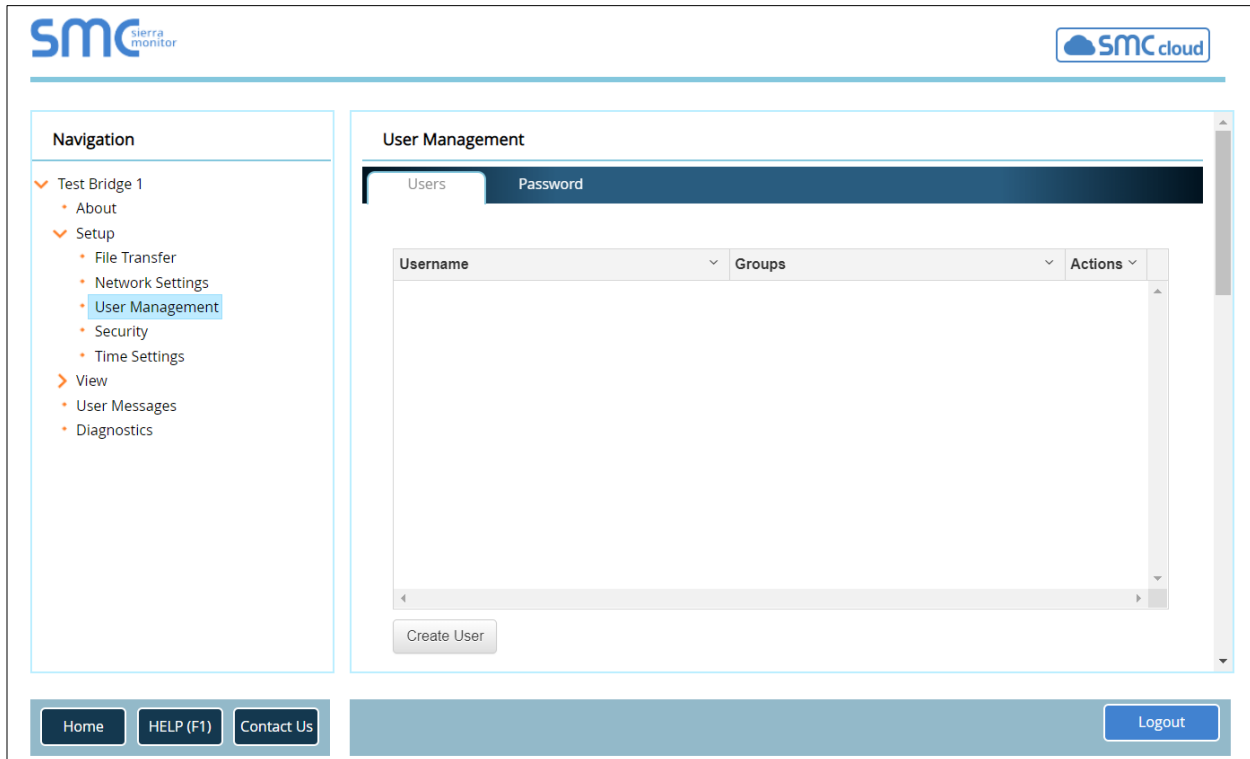 SMC sierra monitor
SMC cloud
Navigation
Test Bridge 1
About
Setup
File Transfer
Network Settings
User Management
Security
Time Settings
View
User Messages
Diagnostics
User Management
Users Password
Username Groups Actions
Create User
Home HELP (F1) Contact Us
Logout